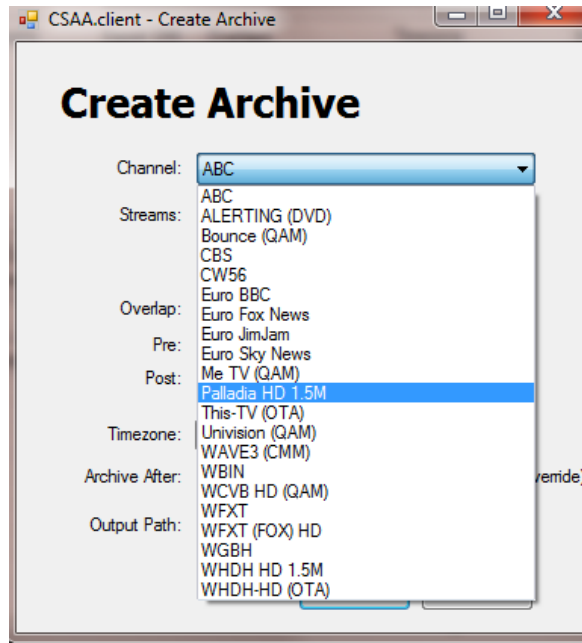 CSAA.client - Create Archive
Create Archive
Channel: ABC
ABC
Streams: ALERTING (DVD)
Bounce (QAM)
CBS
CW56
Euro BBC
Overlap: Euro Fox News
Euro JimJam
Pre: Euro Sky News
Me TV (QAM)
Post: Palladia HD 1.5M
This-TV (OTA)
Timezone: Univision (QAM)
WAVE3 (CMM)
Archive After: WBIN
WCVB HD (QAM)
WFXT
Output Path: WFXT (FOX) HD
WGBH
WHDH HD 1.5M
WHDH-HD (OTA)